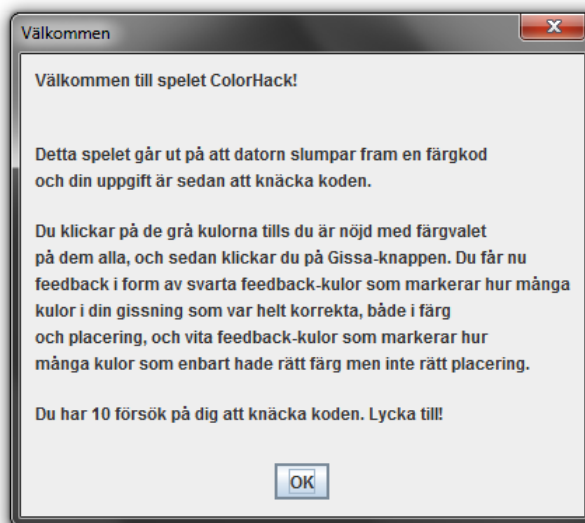 Välkommen
Välkommen till spelet ColorHack!
Detta spelet går ut på att datorn slumpar fram en färgkod
och din uppgift är sedan att knäcka koden.
Du klickar på de grå kulorna tills du är nöjd med färgvalet
på dem alla, och sedan klickar du på Gissa-knappen. Du får nu
feedback i form av svarta feedback-kulor som markerar hur många
kulor i din gissning som var helt korrekta, både i färg
och placering, och vita feedback-kulor som markerar hur
många kulor som enbart hade rätt färg men inte rätt placering.
Du har 10 försök på dig att knäcka koden. Lycka till!
OK